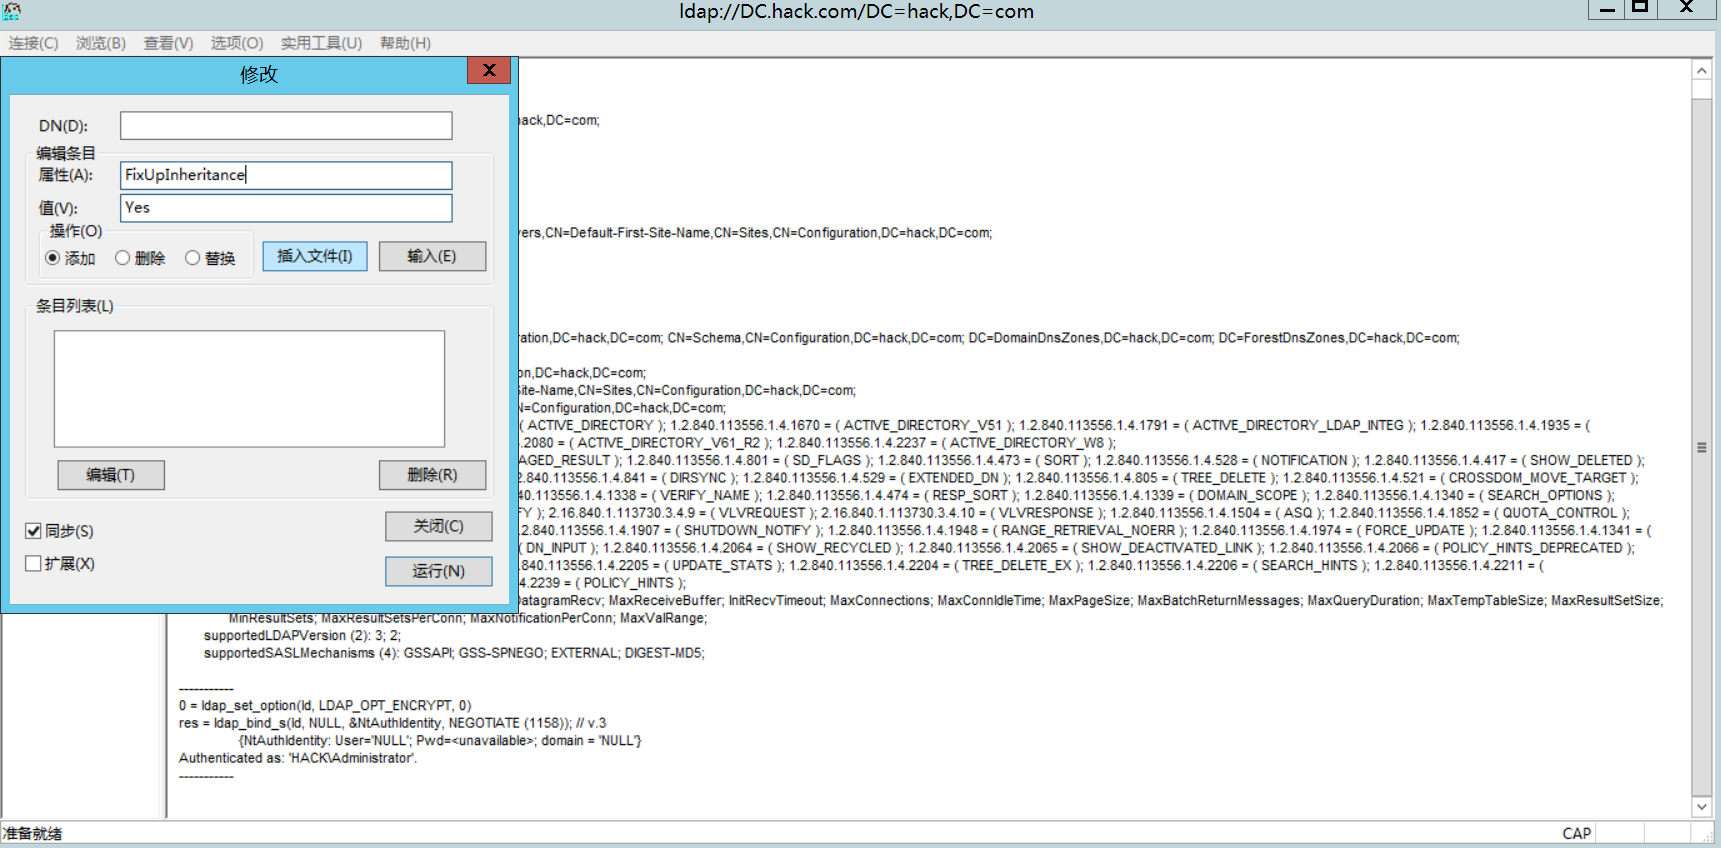 ldap://DC.hack.com/DC=hack,DC=com
连接(C) 浏览(B) 查看(V) 选项(O) 实用工具(U) 帮助(H)
修改
DN(D):
编辑条目
属性(A): FixUpInheritance
值(V): Yes
操作(O)
添加 删除 替换 插入文件(I) 输入(E)
条目列表(L)
编辑(T) 删除(R)
同步(S) 关闭(C)
扩展(X) 运行(N)
ack,DC=com;
ers,CN=Default-First-Site-Name,CN=Sites,CN=Configuration,DC=hack,DC=com;
ation,DC=hack,DC=com; CN=Schema,CN=Configuration,DC=hack,DC=com; DC=DomainDnsZones,DC=hack,DC=com; DC=ForestDnsZones,DC=hack,DC=com;
on,DC=hack,DC=com;
ite-Name,CN=Sites,CN=Configuration,DC=hack,DC=com;
N=Configuration,DC=hack,DC=com;
( ACTIVE_DIRECTORY ); 1.2.840.113556.1.4.1670 = ( ACTIVE_DIRECTORY_V51 ); 1.2.840.113556.1.4.1791 = ( ACTIVE_DIRECTORY_LDAP_INTEG ); 1.2.840.113556.1.4.1935 = (
.2080 = ( ACTIVE_DIRECTORY_V61_R2 ); 1.2.840.113556.1.4.2237 = ( ACTIVE_DIRECTORY_W8 );
AGED_RESULT ); 1.2.840.113556.1.4.801 = ( SD_FLAGS ); 1.2.840.113556.1.4.473 = ( SORT ); 1.2.840.113556.1.4.528 = ( NOTIFICATION ); 1.2.840.113556.1.4.417 = ( SHOW_DELETED );
2.840.113556.1.4.841 = ( DIRSYNC ); 1.2.840.113556.1.4.529 = ( EXTENDED_DN ); 1.2.840.113556.1.4.805 = ( TREE_DELETE ); 1.2.840.113556.1.4.521 = ( CROSSDOM_MOVE_TARGET );
40.113556.1.4.1338 = ( VERIFY_NAME ); 1.2.840.113556.1.4.474 = ( RESP_SORT ); 1.2.840.113556.1.4.1339 = ( DOMAIN_SCOPE ); 1.2.840.113556.1.4.1340 = ( SEARCH_OPTIONS );
FY ); 2.16.840.1.113730.3.4.9 = ( VLVREQUEST ); 2.16.840.1.113730.3.4.10 = ( VLVRESPONSE ); 1.2.840.113556.1.4.1504 = ( ASQ ); 1.2.840.113556.1.4.1852 = ( QUOTA_CONTROL );
.2.840.113556.1.4.1907 = ( SHUTDOWN_NOTIFY ); 1.2.840.113556.1.4.1948 = ( RANGE_RETRIEVAL_NOERR ); 1.2.840.113556.1.4.1974 = ( FORCE_UPDATE ); 1.2.840.113556.1.4.1341 = (
( DN_INPUT ); 1.2.840.113556.1.4.2064 = ( SHOW_RECYCLED ); 1.2.840.113556.1.4.2065 = ( SHOW_DEACTIVATED_LINK ); 1.2.840.113556.1.4.2066 = ( POLICY_HINTS_DEPRECATED );
840.113556.1.4.2205 = ( UPDATE_STATS ); 1.2.840.113556.1.4.2204 = ( TREE_DELETE_EX ); 1.2.840.113556.1.4.2206 = ( SEARCH_HINTS ); 1.2.840.113556.1.4.2211 = (
4.2239 = ( POLICY_HINTS );
DatagramRecv; MaxReceiveBuffer; InitRecvTimeout; MaxConnections; MaxConnIdleTime; MaxPageSize; MaxBatchReturnMessages; MaxQueryDuration; MaxTempTableSize; MaxResultSetSize;
MinResultSets; MaxResultSetsPerConn; MaxNotificationPerConn; MaxValRange;
supportedLDAPVersion (2): 3; 2;
supportedSASLMechanisms (4): GSSAPI; GSS-SPNEGO; EXTERNAL; DIGEST-MD5;
-----------
0 = ldap_set_option(ld, LDAP_OPT_ENCRYPT, 0)
res = ldap_bind_s(ld, NULL, &NtAuthIdentity, NEGOTIATE (1158)); // v.3
{NtAuthIdentity: User='NULL'; Pwd=<unavailable>; domain = 'NULL'}
Authenticated as: 'HACK\Administrator'.
-----------
准备就绪 CAP